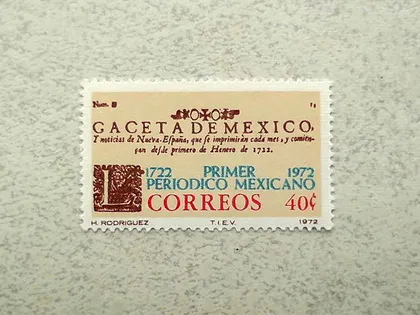 Num.
GACETA DE MEXICO,
Y noticias de Nueva-España, que se imprimirán cada mes, y comien-
çan desde primero de Henero de 1722.
L
1722 PRIMER 1972
PERIODICO MEXICANO
CORREOS 40¢
H. RODRIGUEZ T.I.E.V. 1972